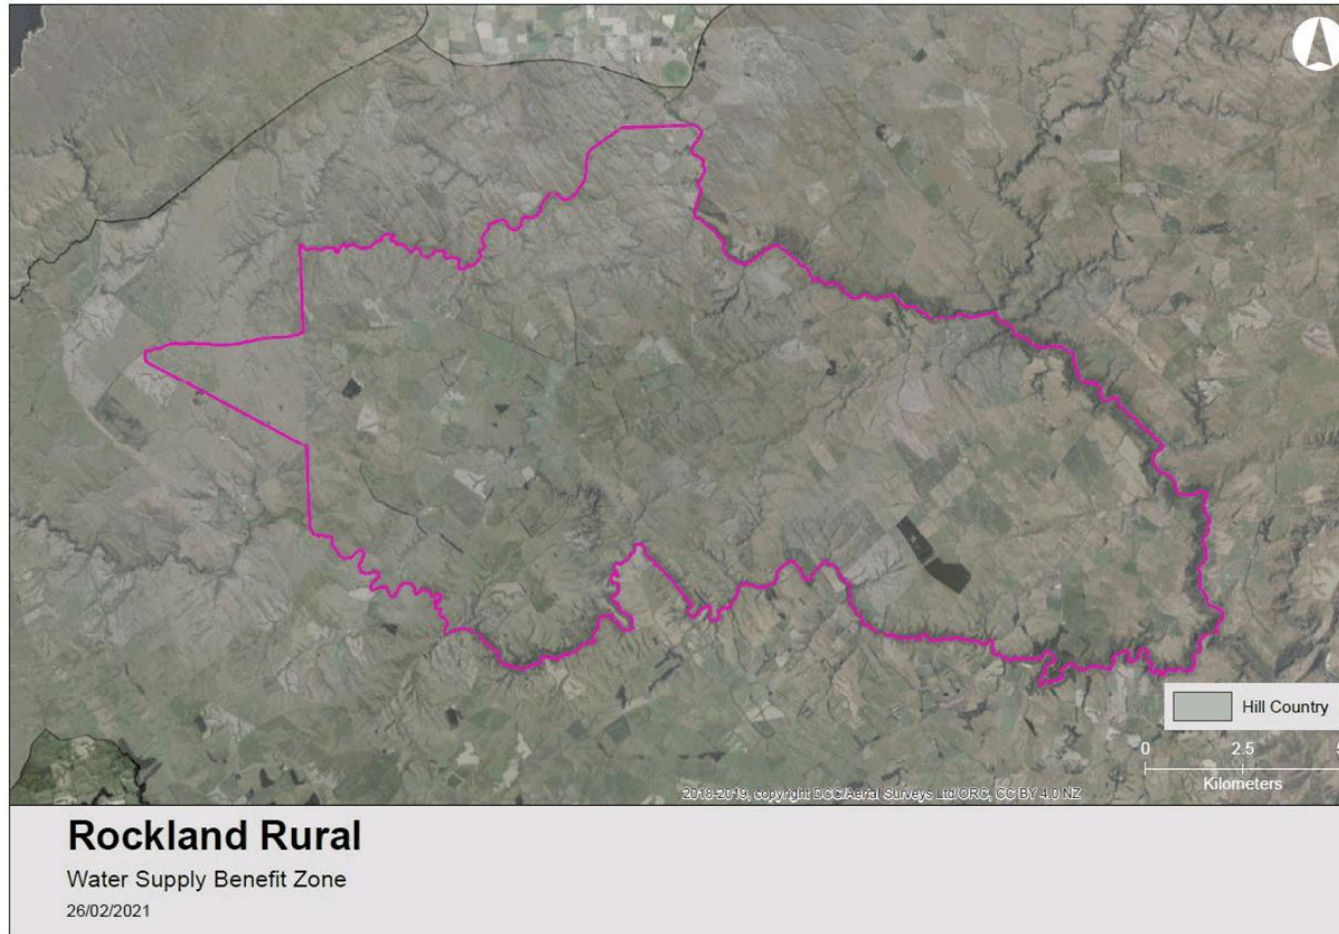 Hill Country
0 2.5
Kilometers
2018-2019, copyright DCC/Aerial Surveys Ltd/ORC, CC BY 4.0 NZ
Rockland Rural
Water Supply Benefit Zone
26/02/2021